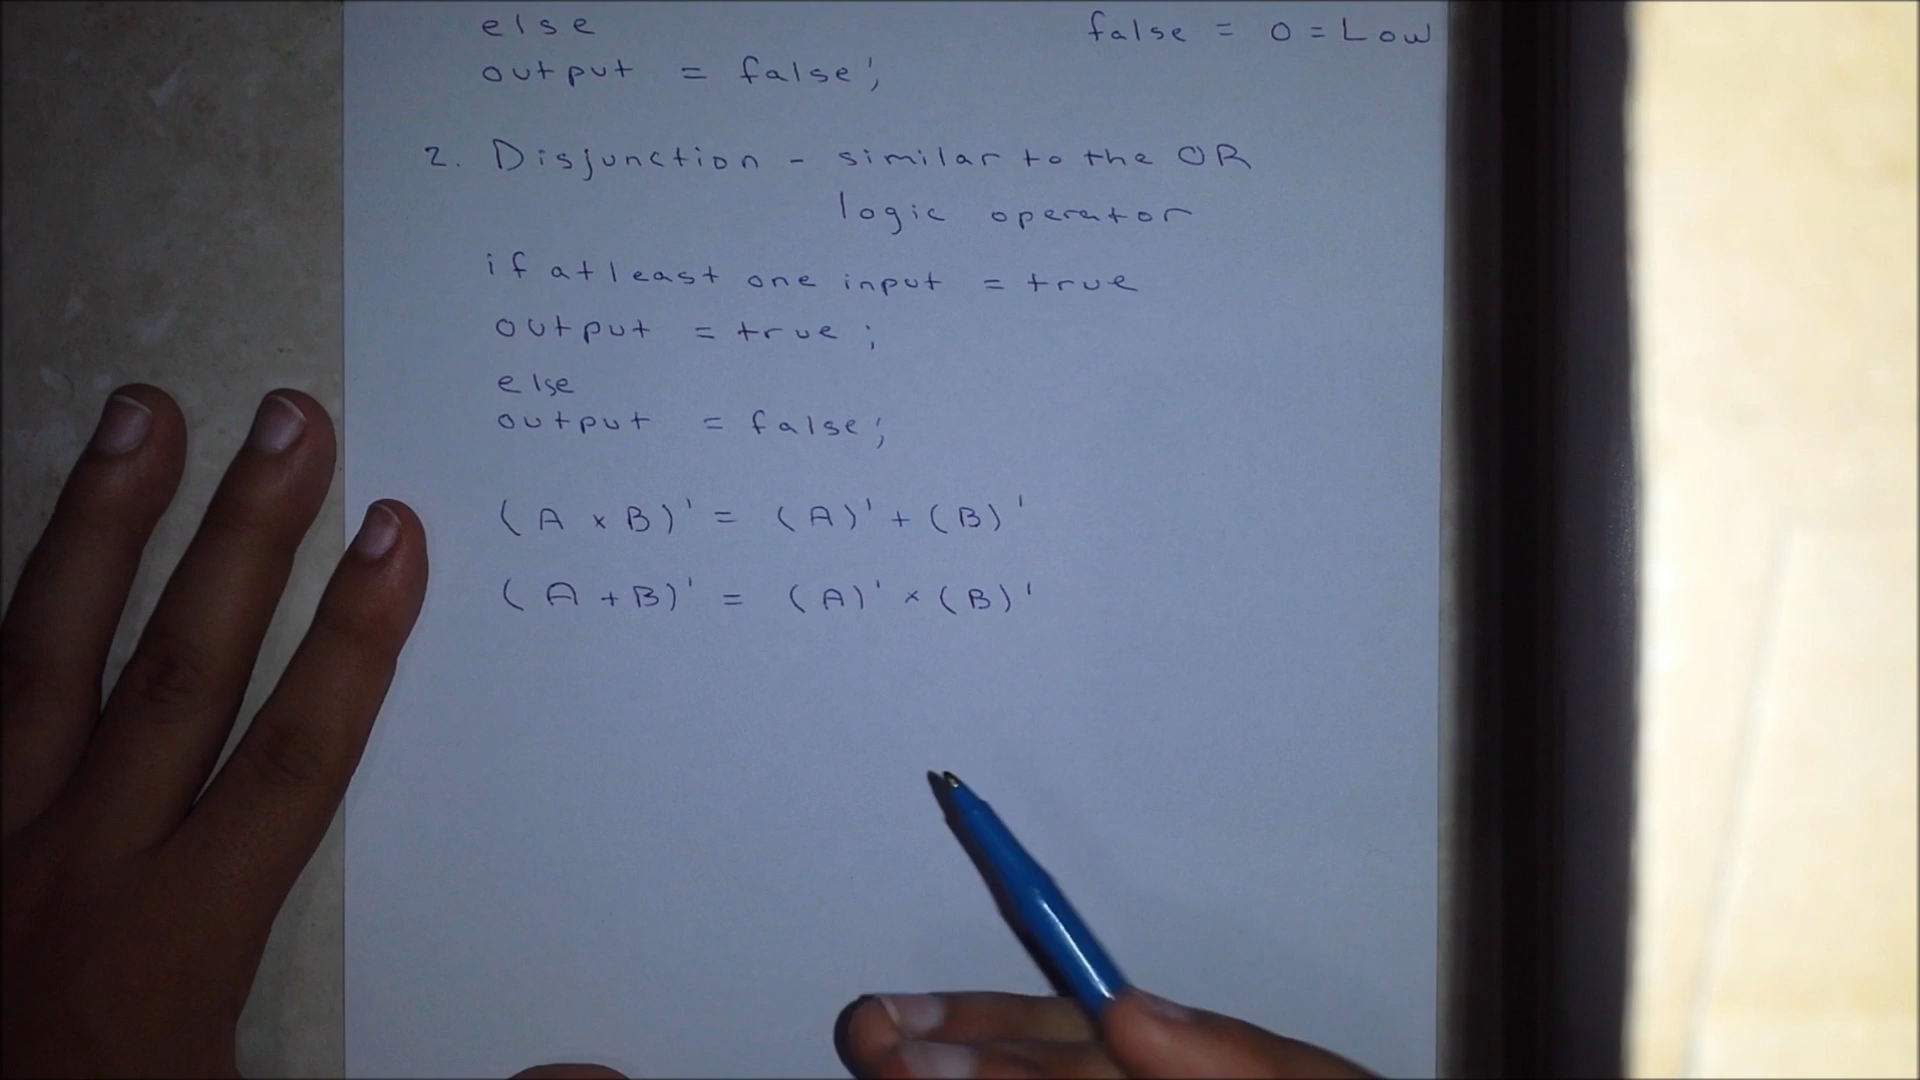 else
false = 0 = Low
output = false;
2. Disjunction - similar to the OR
logic operator
if atleast one input = true
output = true;
else
output = false;
(A × B)' = (A)' + (B)'
(A + B)' = (A)' × (B)'